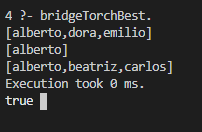 4 ?- bridgeTorchBest.
[alberto,dora,emilio]
[alberto]
[alberto,beatriz,carlos]
Execution took 0 ms.
true